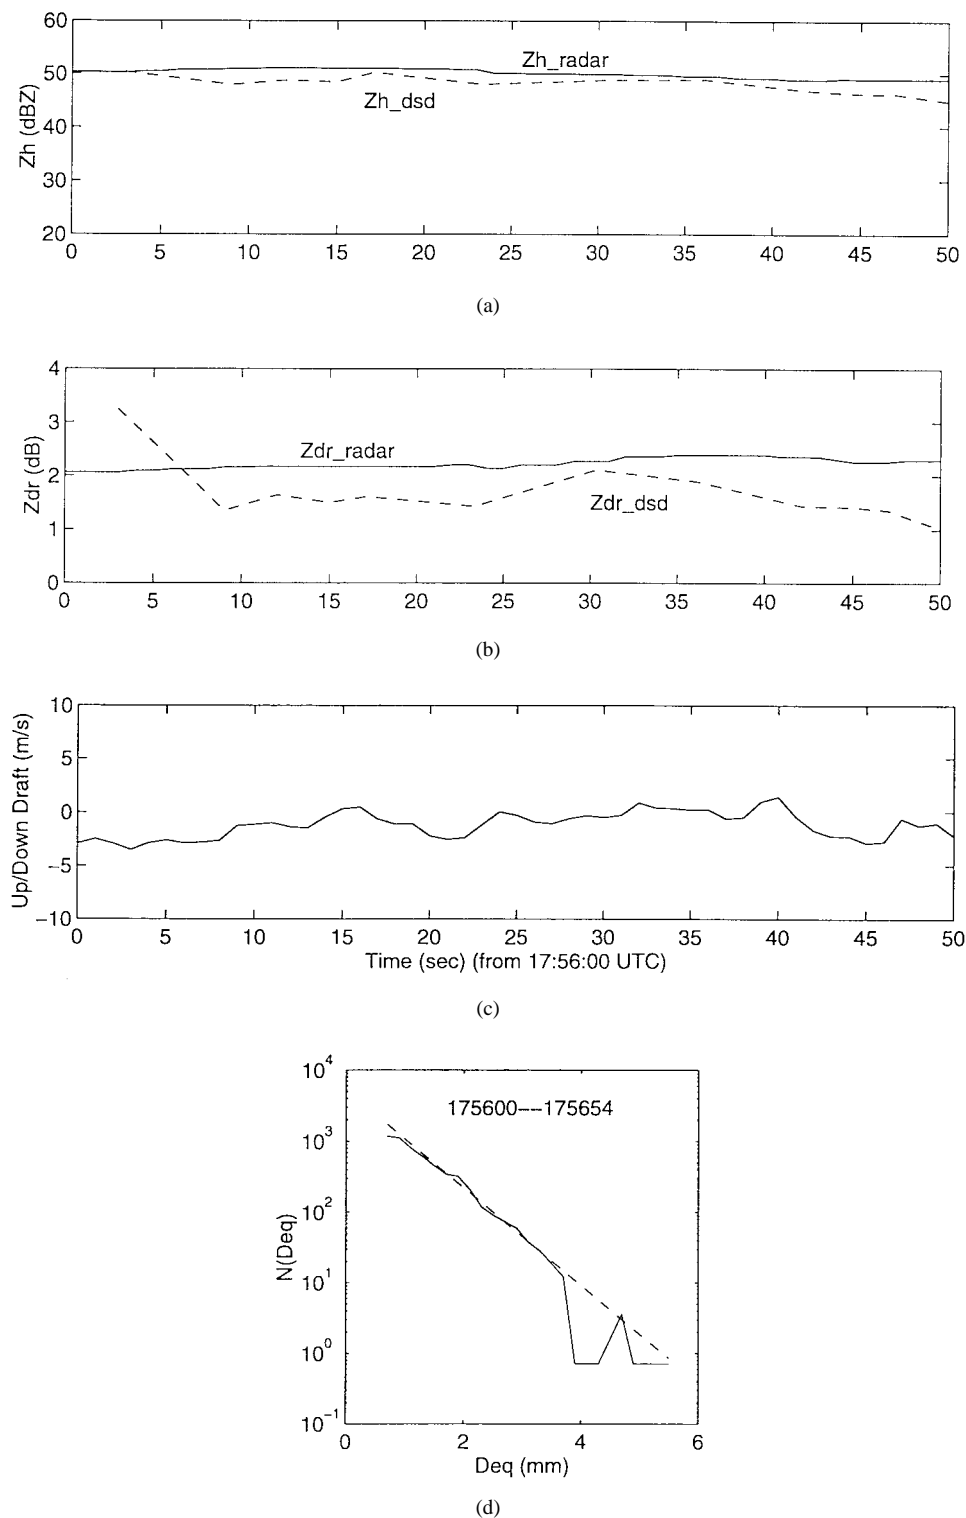 60
50
40
30
20
Zh (dBZ)
Zh_radar
Zh_dsd
0 5 10 15 20 25 30 35 40 45 50
(a)
4
3
2
1
0
Zdr (dB)
Zdr_radar
Zdr_dsd
0 5 10 15 20 25 30 35 40 45 50
(b)
10
5
0
−5
−10
Up/Down Draft (m/s)
0 5 10 15 20 25 30 35 40 45 50
Time (sec) (from 17:56:00 UTC)
(c)
10^4
10^3
10^2
10^1
10^0
10^−1
N(Deq)
175600−−−175654
0 2 4 6
Deq (mm)
(d)